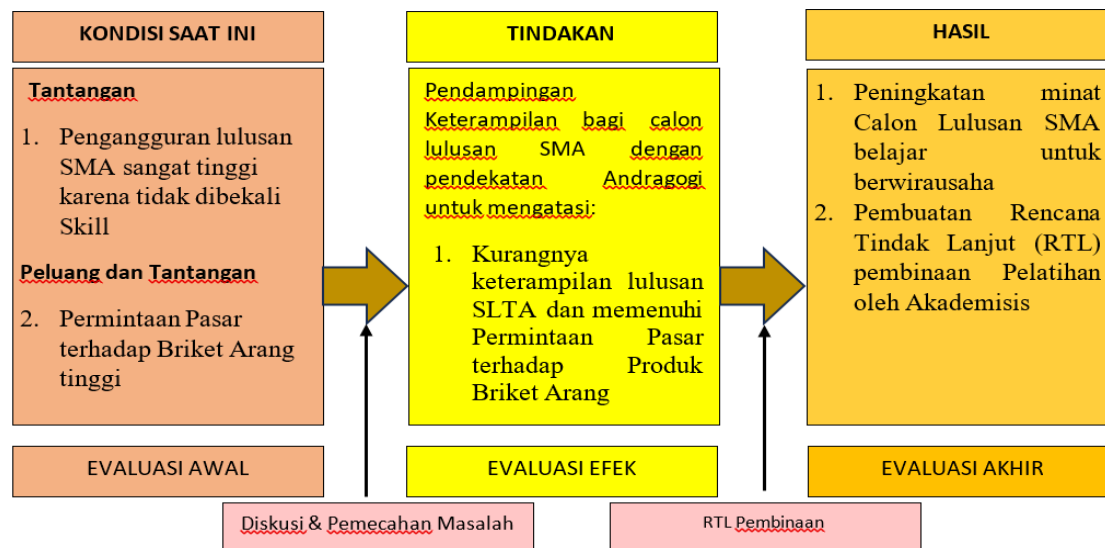 KONDISI SAAT INI
Tantangan
1. Pengangguran lulusan
SMA sangat tinggi
karena tidak dibekali
Skill
Peluang dan Tantangan
2. Permintaan Pasar
terhadap Briket Arang
tinggi
EVALUASI AWAL
TINDAKAN
Pendampingan
Keterampilan bagi calon
lulusan SMA dengan
pendekatan Andragogi
untuk mengatasi:
1. Kurangnya
keterampilan lulusan
SLTA dan memenuhi
Permintaan Pasar
terhadap Produk
Briket Arang
EVALUASI EFEK
HASIL
1. Peningkatan minat
Calon Lulusan SMA
belajar untuk
berwirausaha
2. Pembuatan Rencana
Tindak Lanjut (RTL)
pembinaan Pelatihan
oleh Akademisis
EVALUASI AKHIR
Diskusi & Pemecahan Masalah
RTL Pembinaan